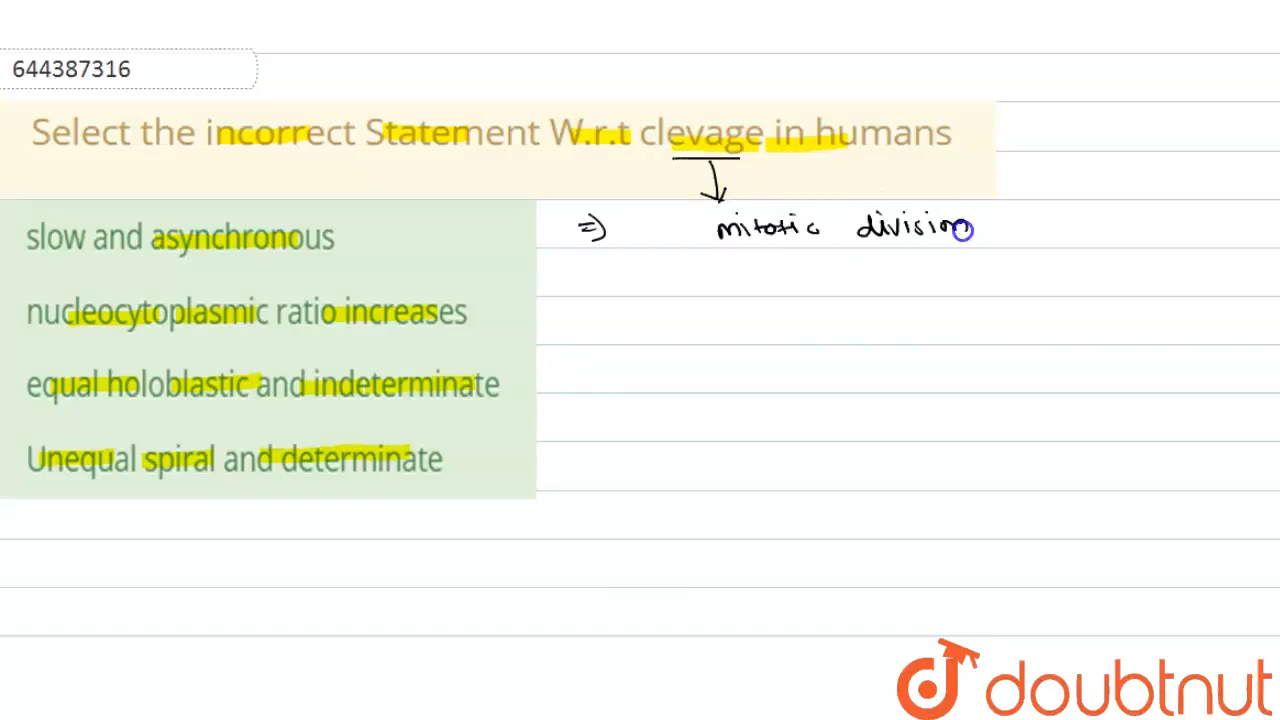 644387316
Select the incorrect Statement W.r.t clevage in humans
slow and asynchronous
⇒ mitotic division
nucleocytoplasmic ratio increases
equal holoblastic and indeterminate
Unequal spiral and determinate
doubtnut